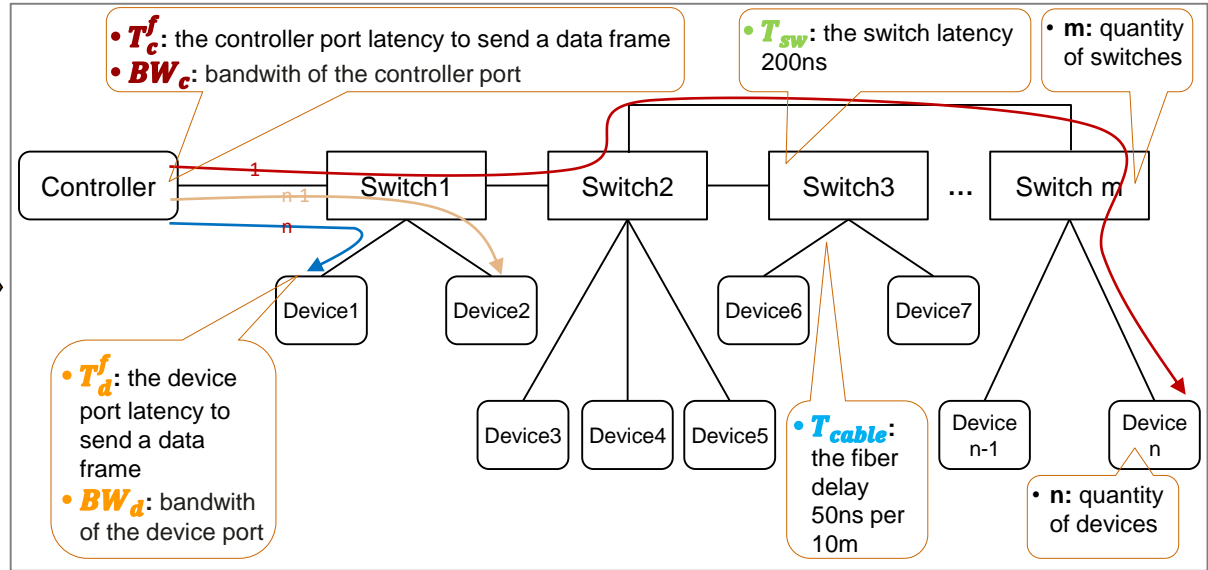 • T_c^f: the controller port latency to send a data frame
• BW_c: bandwith of the controller port
• T_sw: the switch latency
200ns
• m: quantity
of switches
Controller
1
n-1
n
Switch1
Switch2
Switch3
...
Switch m
Device1
Device2
Device6
Device7
• T_d^f: the device
port latency to
send a data
frame
• BW_d: bandwith
of the device port
Device3
Device4
Device5
• T_cable:
the fiber
delay
50ns per
10m
Device
n-1
Device
n
• n: quantity
of devices